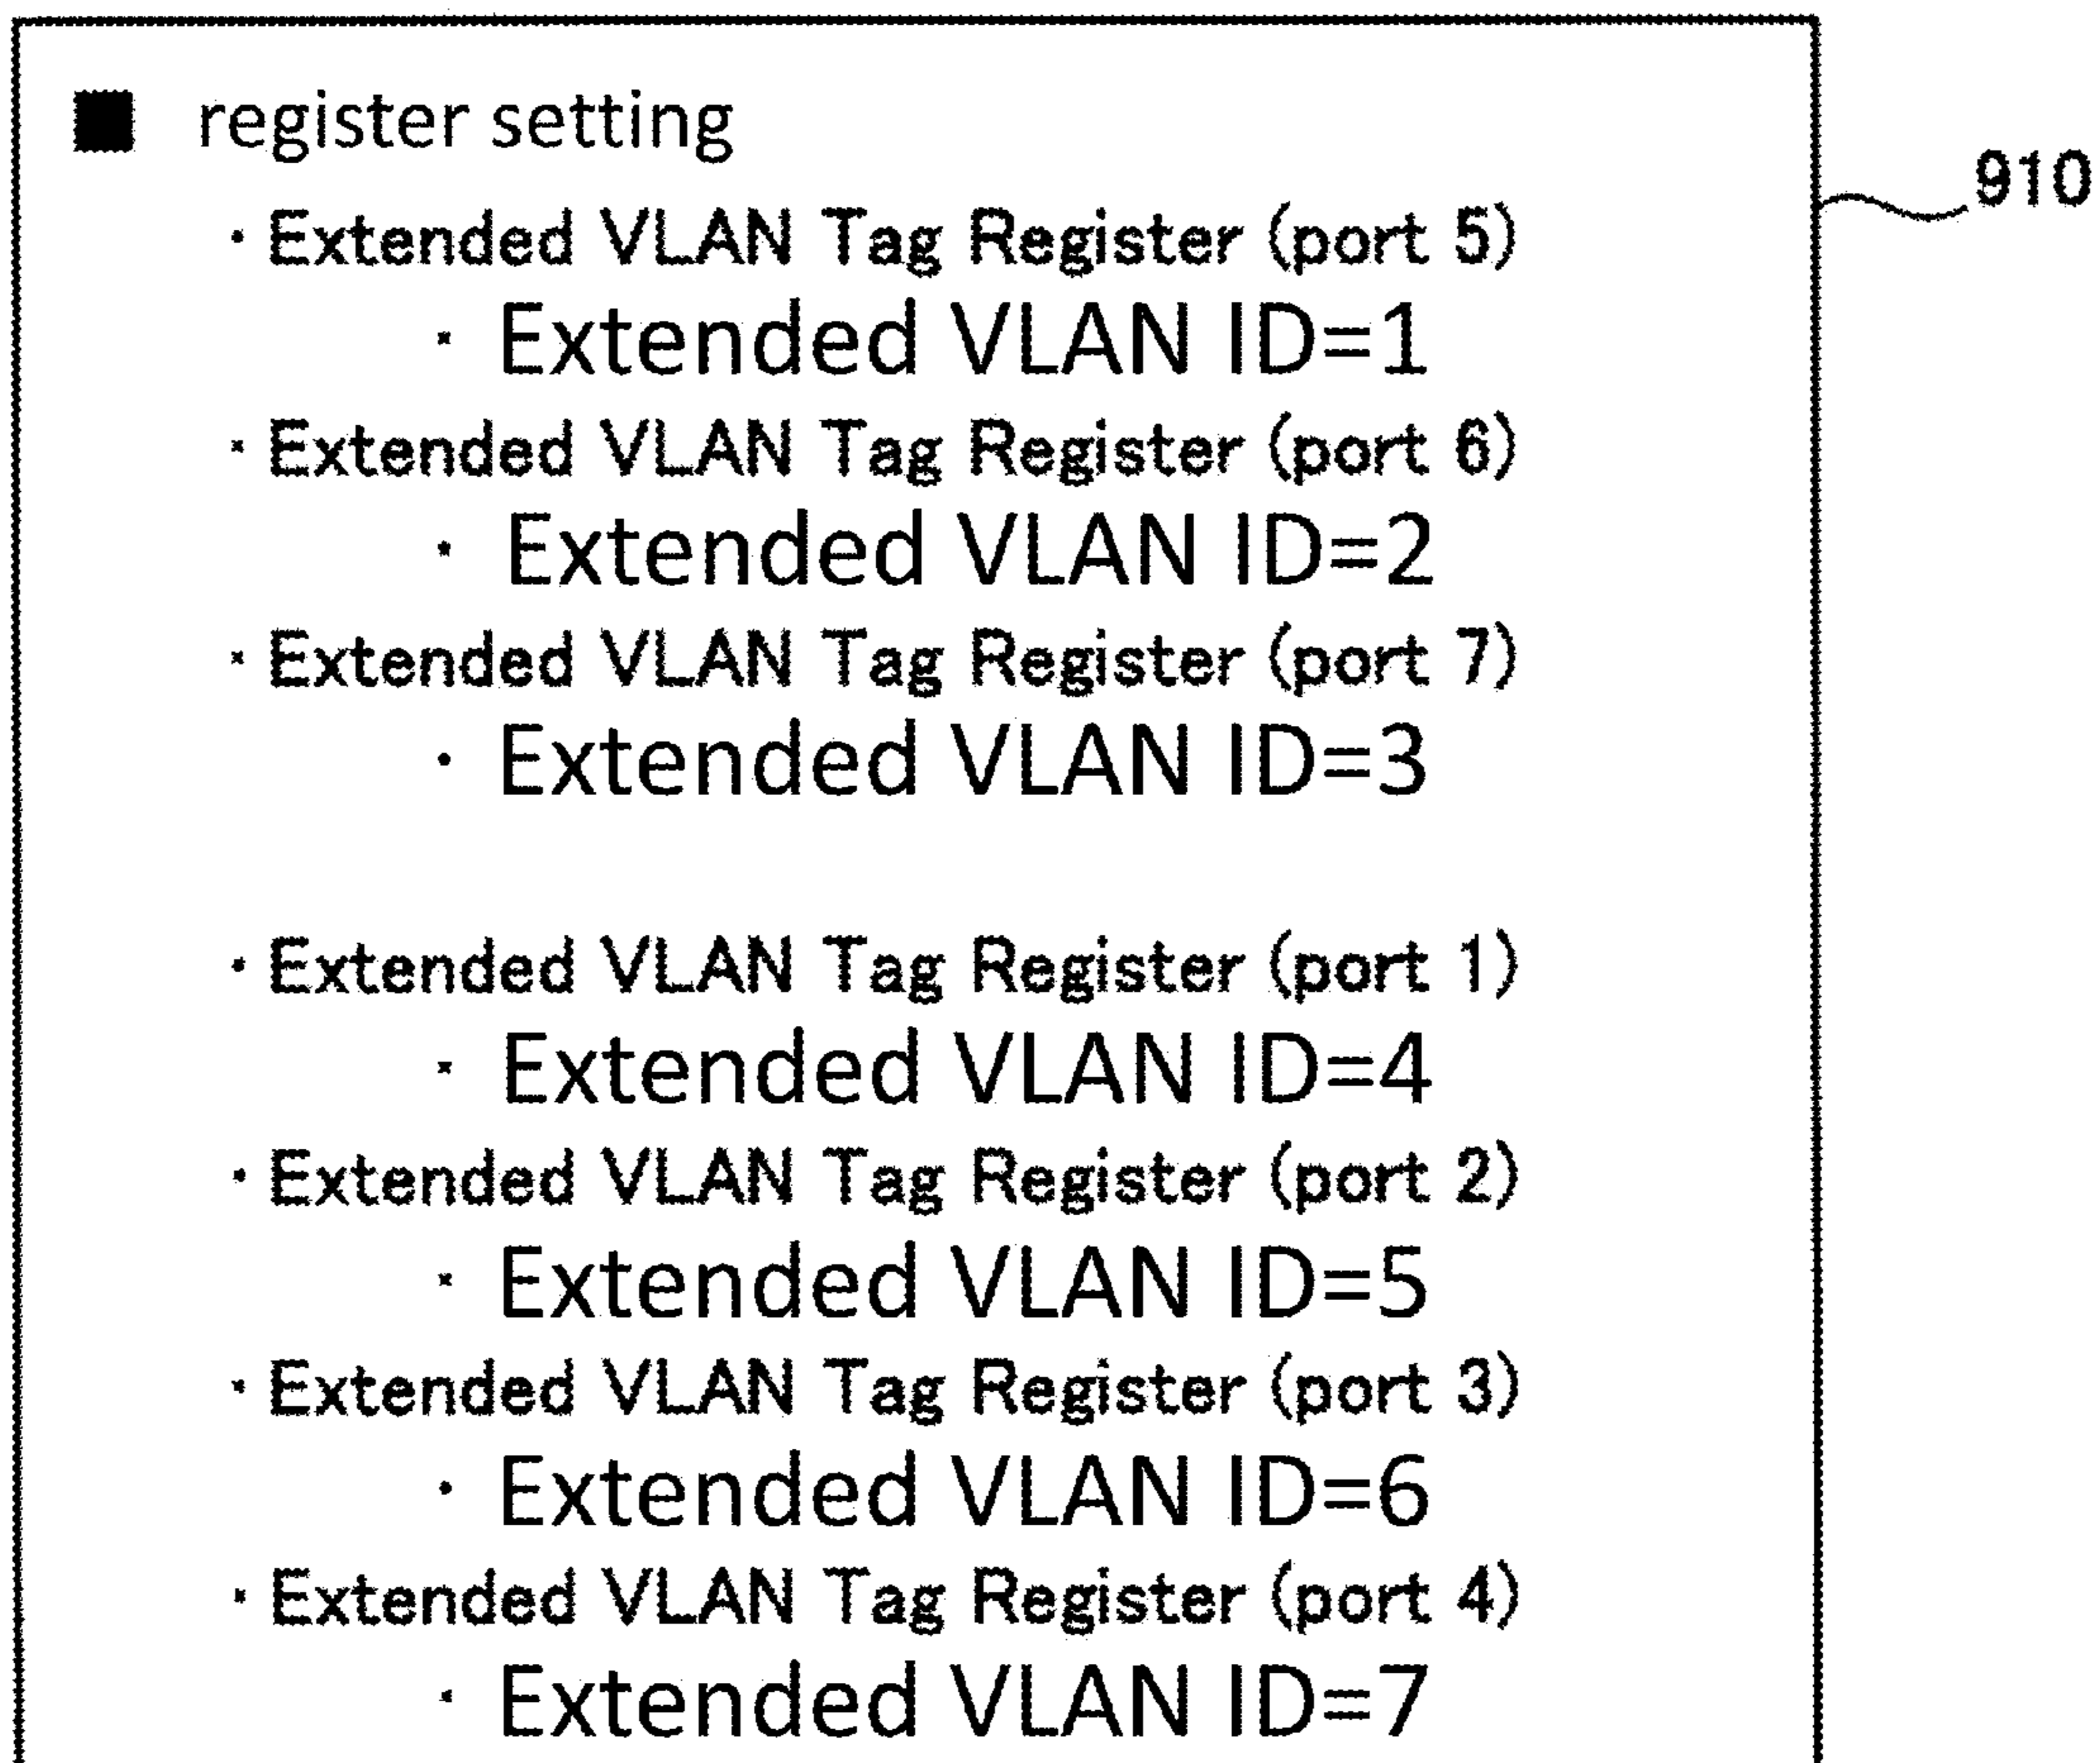 ■ register setting
910
・Extended VLAN Tag Register (port 5)
・Extended VLAN ID=1
・Extended VLAN Tag Register (port 6)
・Extended VLAN ID=2
・Extended VLAN Tag Register (port 7)
・Extended VLAN ID=3
・Extended VLAN Tag Register (port 1)
・Extended VLAN ID=4
・Extended VLAN Tag Register (port 2)
・Extended VLAN ID=5
・Extended VLAN Tag Register (port 3)
・Extended VLAN ID=6
・Extended VLAN Tag Register (port 4)
・Extended VLAN ID=7